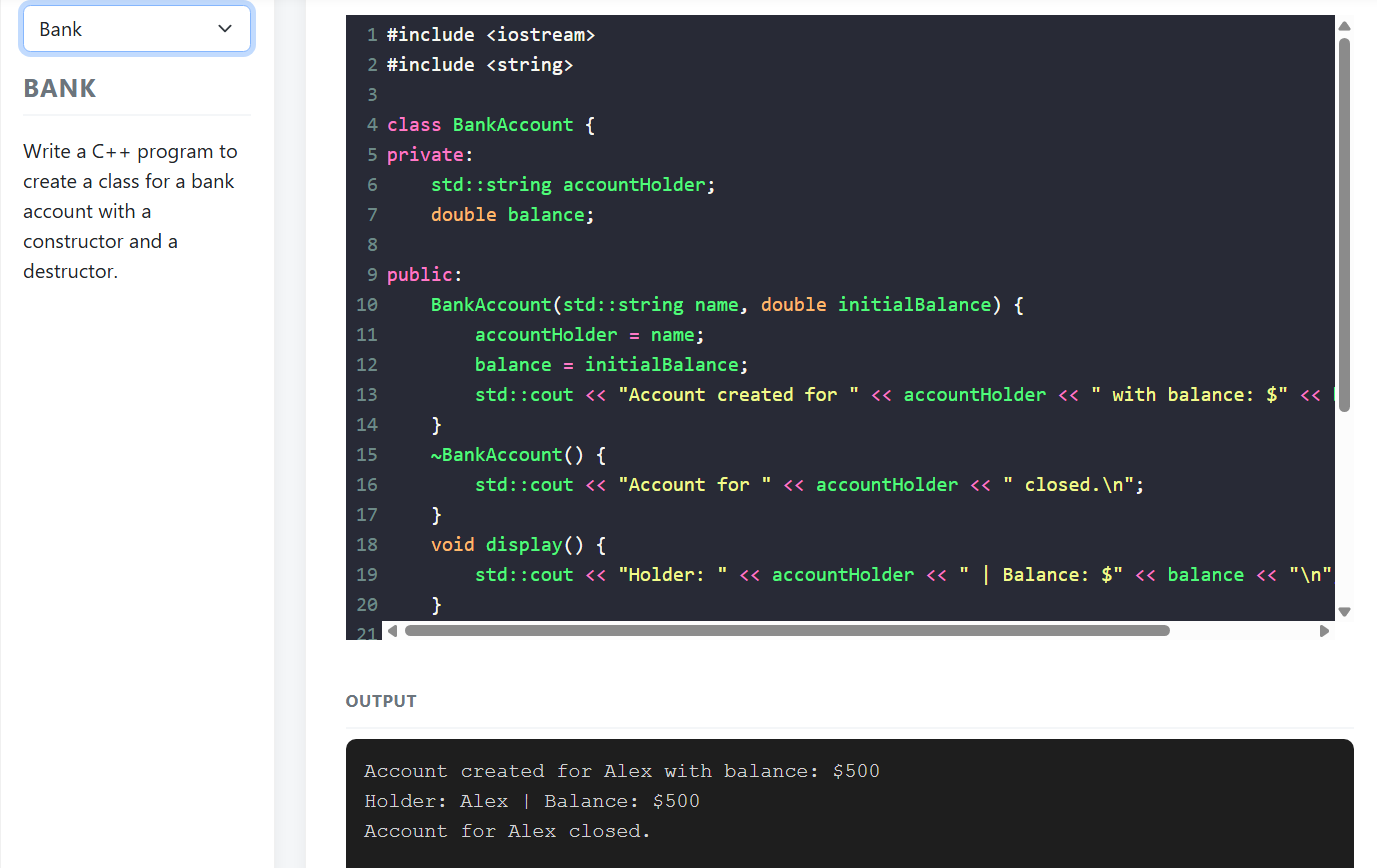 Bank
BANK
Write a C++ program to
create a class for a bank
account with a
constructor and a
destructor.
1 #include <iostream>
2 #include <string>
3
4 class BankAccount {
5 private:
6     std::string accountHolder;
7     double balance;
8
9 public:
10     BankAccount(std::string name, double initialBalance) {
11         accountHolder = name;
12         balance = initialBalance;
13         std::cout << "Account created for " << accountHolder << " with balance: $" <<
14     }
15     ~BankAccount() {
16         std::cout << "Account for " << accountHolder << " closed.\n";
17     }
18     void display() {
19         std::cout << "Holder: " << accountHolder << " | Balance: $" << balance << "\n"
20     }
21
OUTPUT
Account created for Alex with balance: $500
Holder: Alex | Balance: $500
Account for Alex closed.